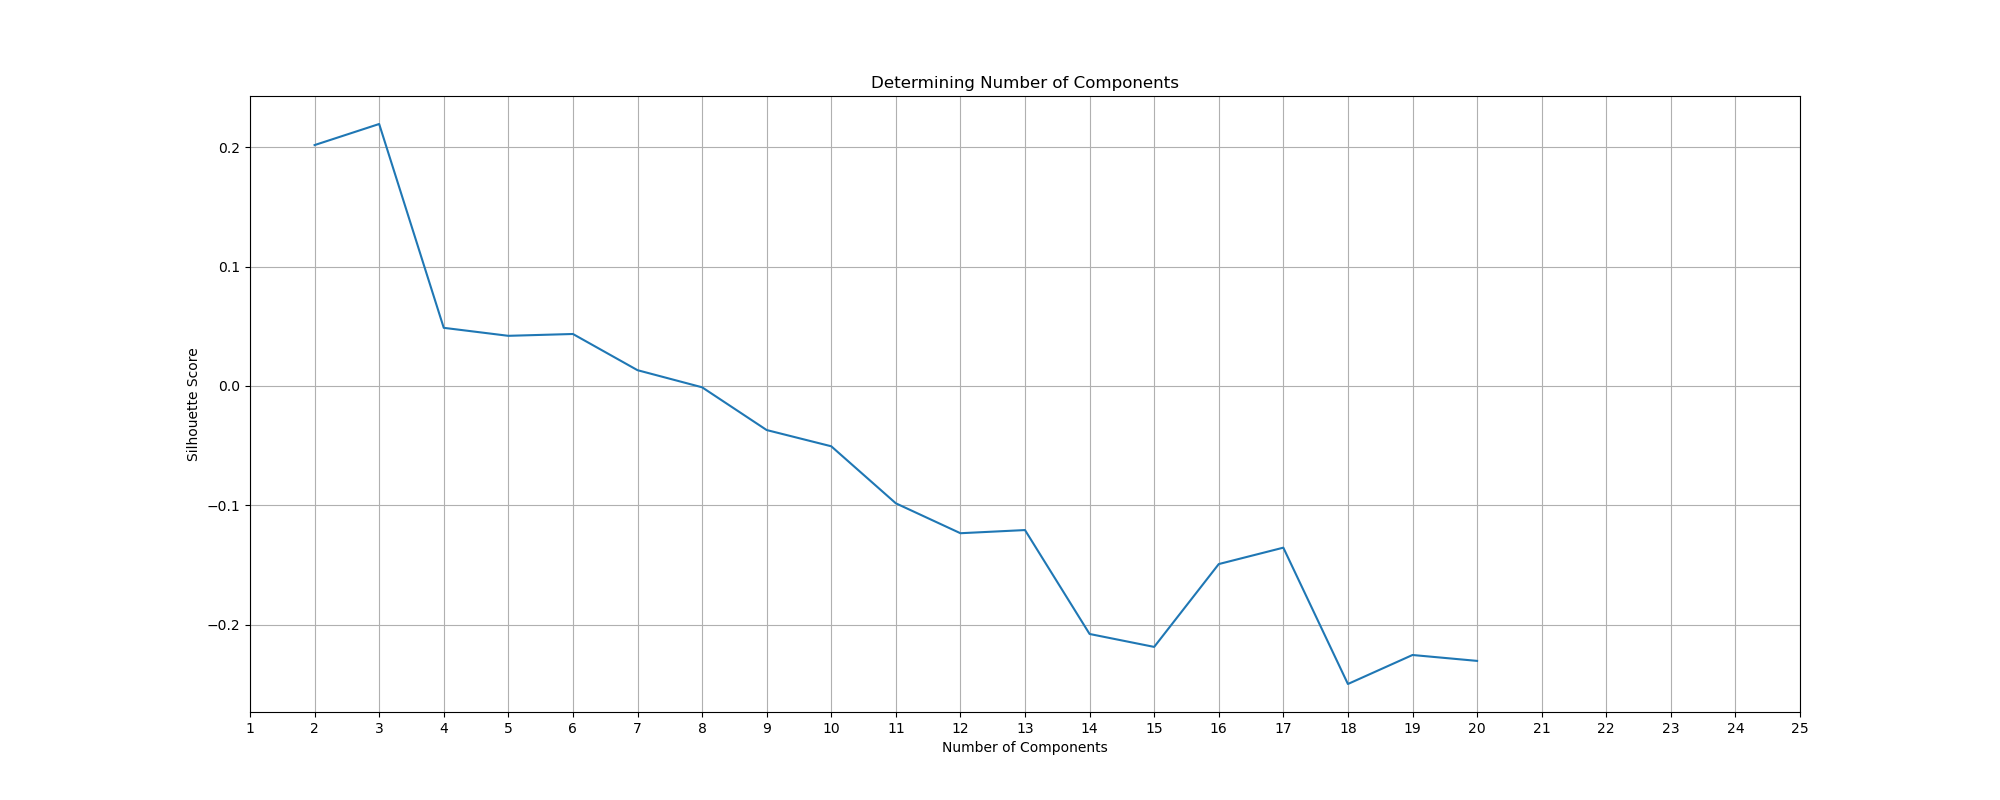 Determining Number of Components
Silhouette Score
0.2
0.1
0.0
−0.1
−0.2
1 2 3 4 5 6 7 8 9 10 11 12 13 14 15 16 17 18 19 20 21 22 23 24 25
Number of Components